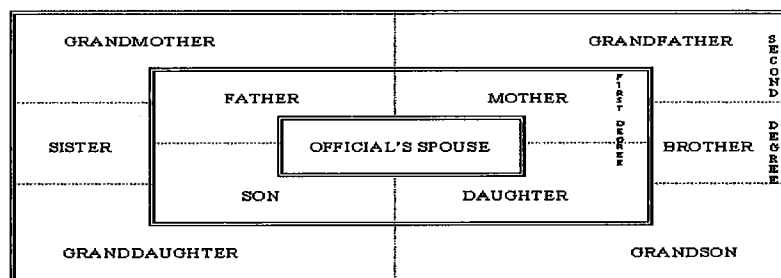 GRANDMOTHER GRANDFATHER
SECOND DEGREE
FATHER MOTHER
FIRST DEGREE
SISTER OFFICIAL'S SPOUSE BROTHER
SON DAUGHTER
GRANDDAUGHTER GRANDSON